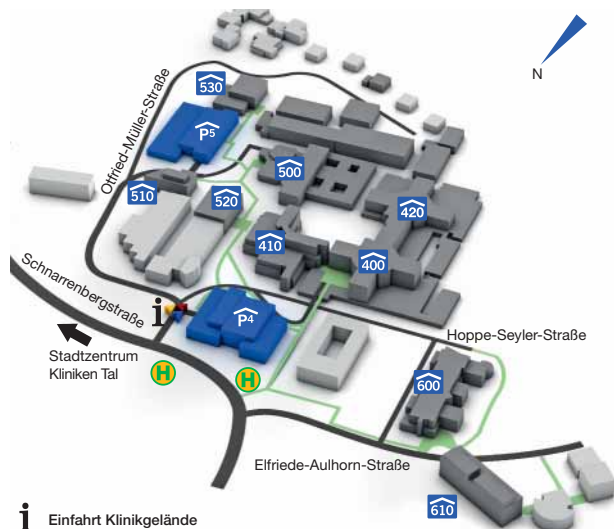 N
530
P5
Otfried-Müller-Straße
500
510
520
420
410
400
Schnarrenbergstraße
i
P4
Stadtzentrum
Kliniken Tal
H
H
Hoppe-Seyler-Straße
600
Elfriede-Aulhorn-Straße
610
i Einfahrt Klinikgelände